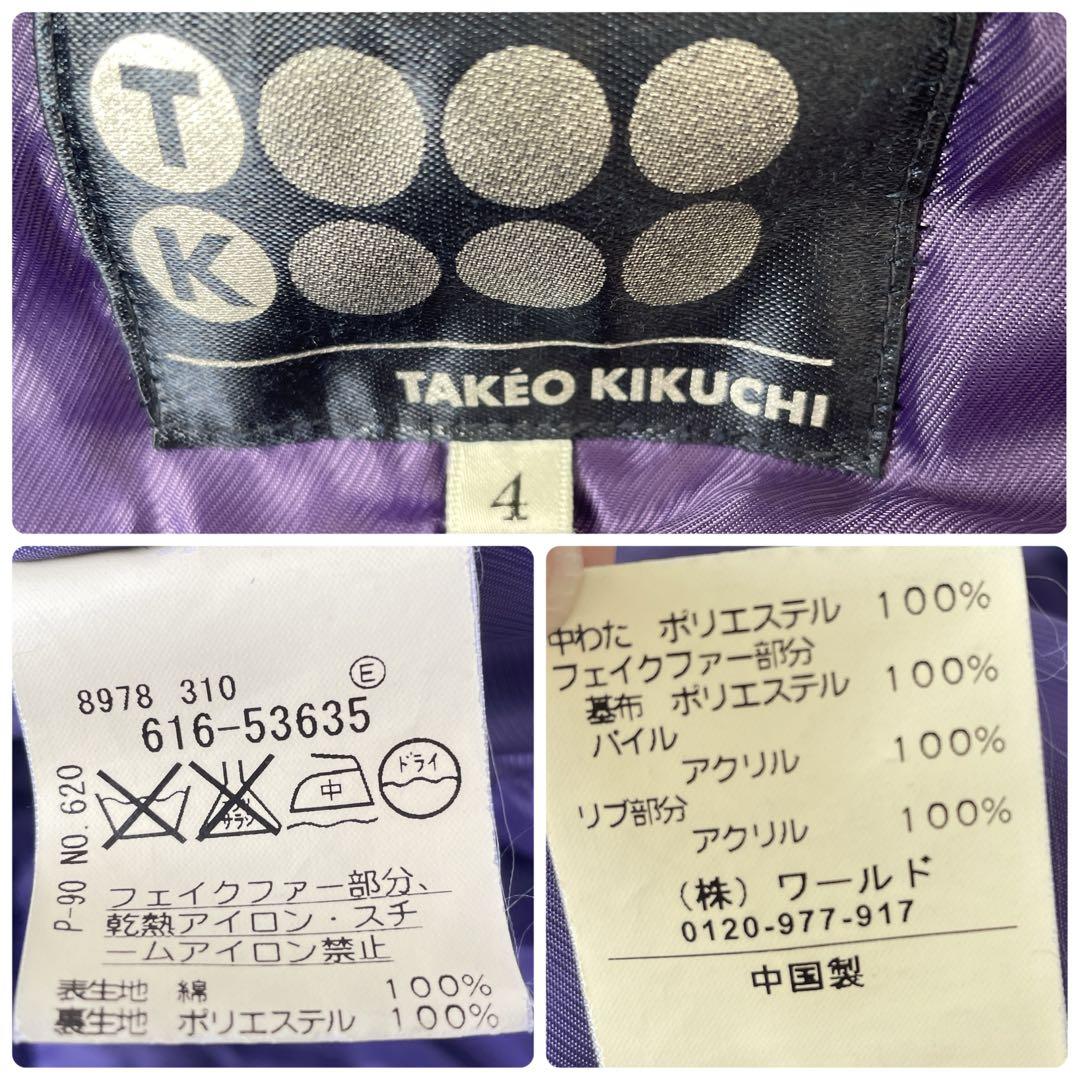 T
K
TAKÉO KIKUCHI
4
E
8978 310
616-53635
サラシ
中
ドライ
P-90 NO. 620
フェイクファー部分、
乾熱アイロン・スチ
ームアイロン禁止
表生地 綿 100%
裏生地 ポリエステル 100%
中わた ポリエステル 100%
フェイクファー部分
基布 ポリエステル 100%
パイル
アクリル 100%
リブ部分
アクリル 100%
(株) ワールド
0120-977-917
中国製